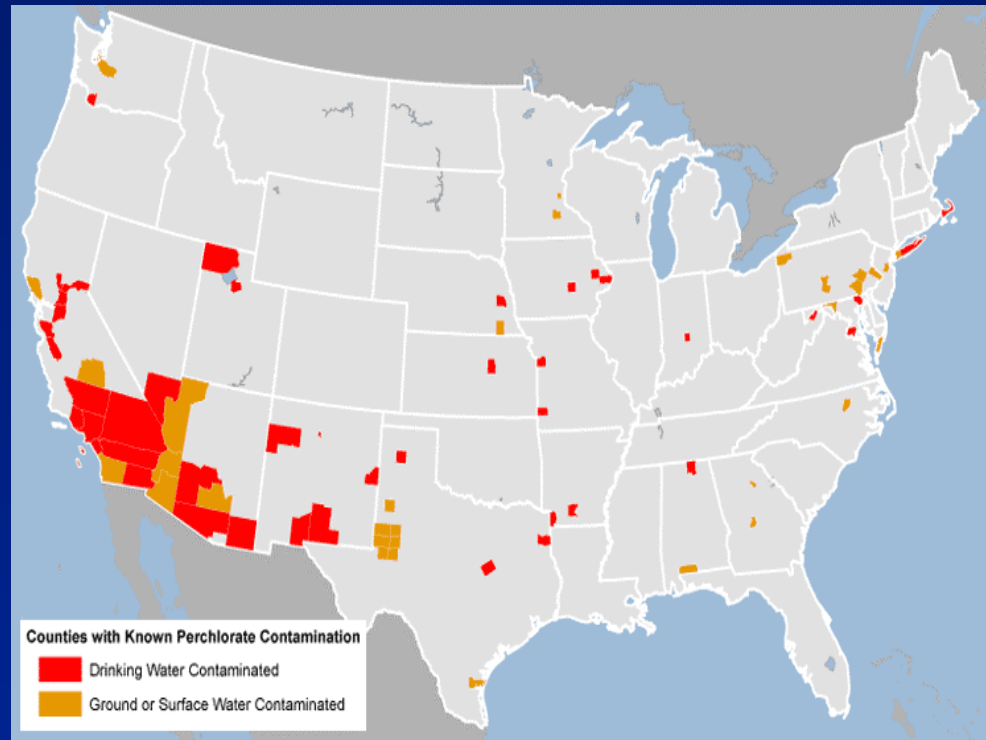 Counties with Known Perchlorate Contamination
Drinking Water Contaminated
Ground or Surface Water Contaminated